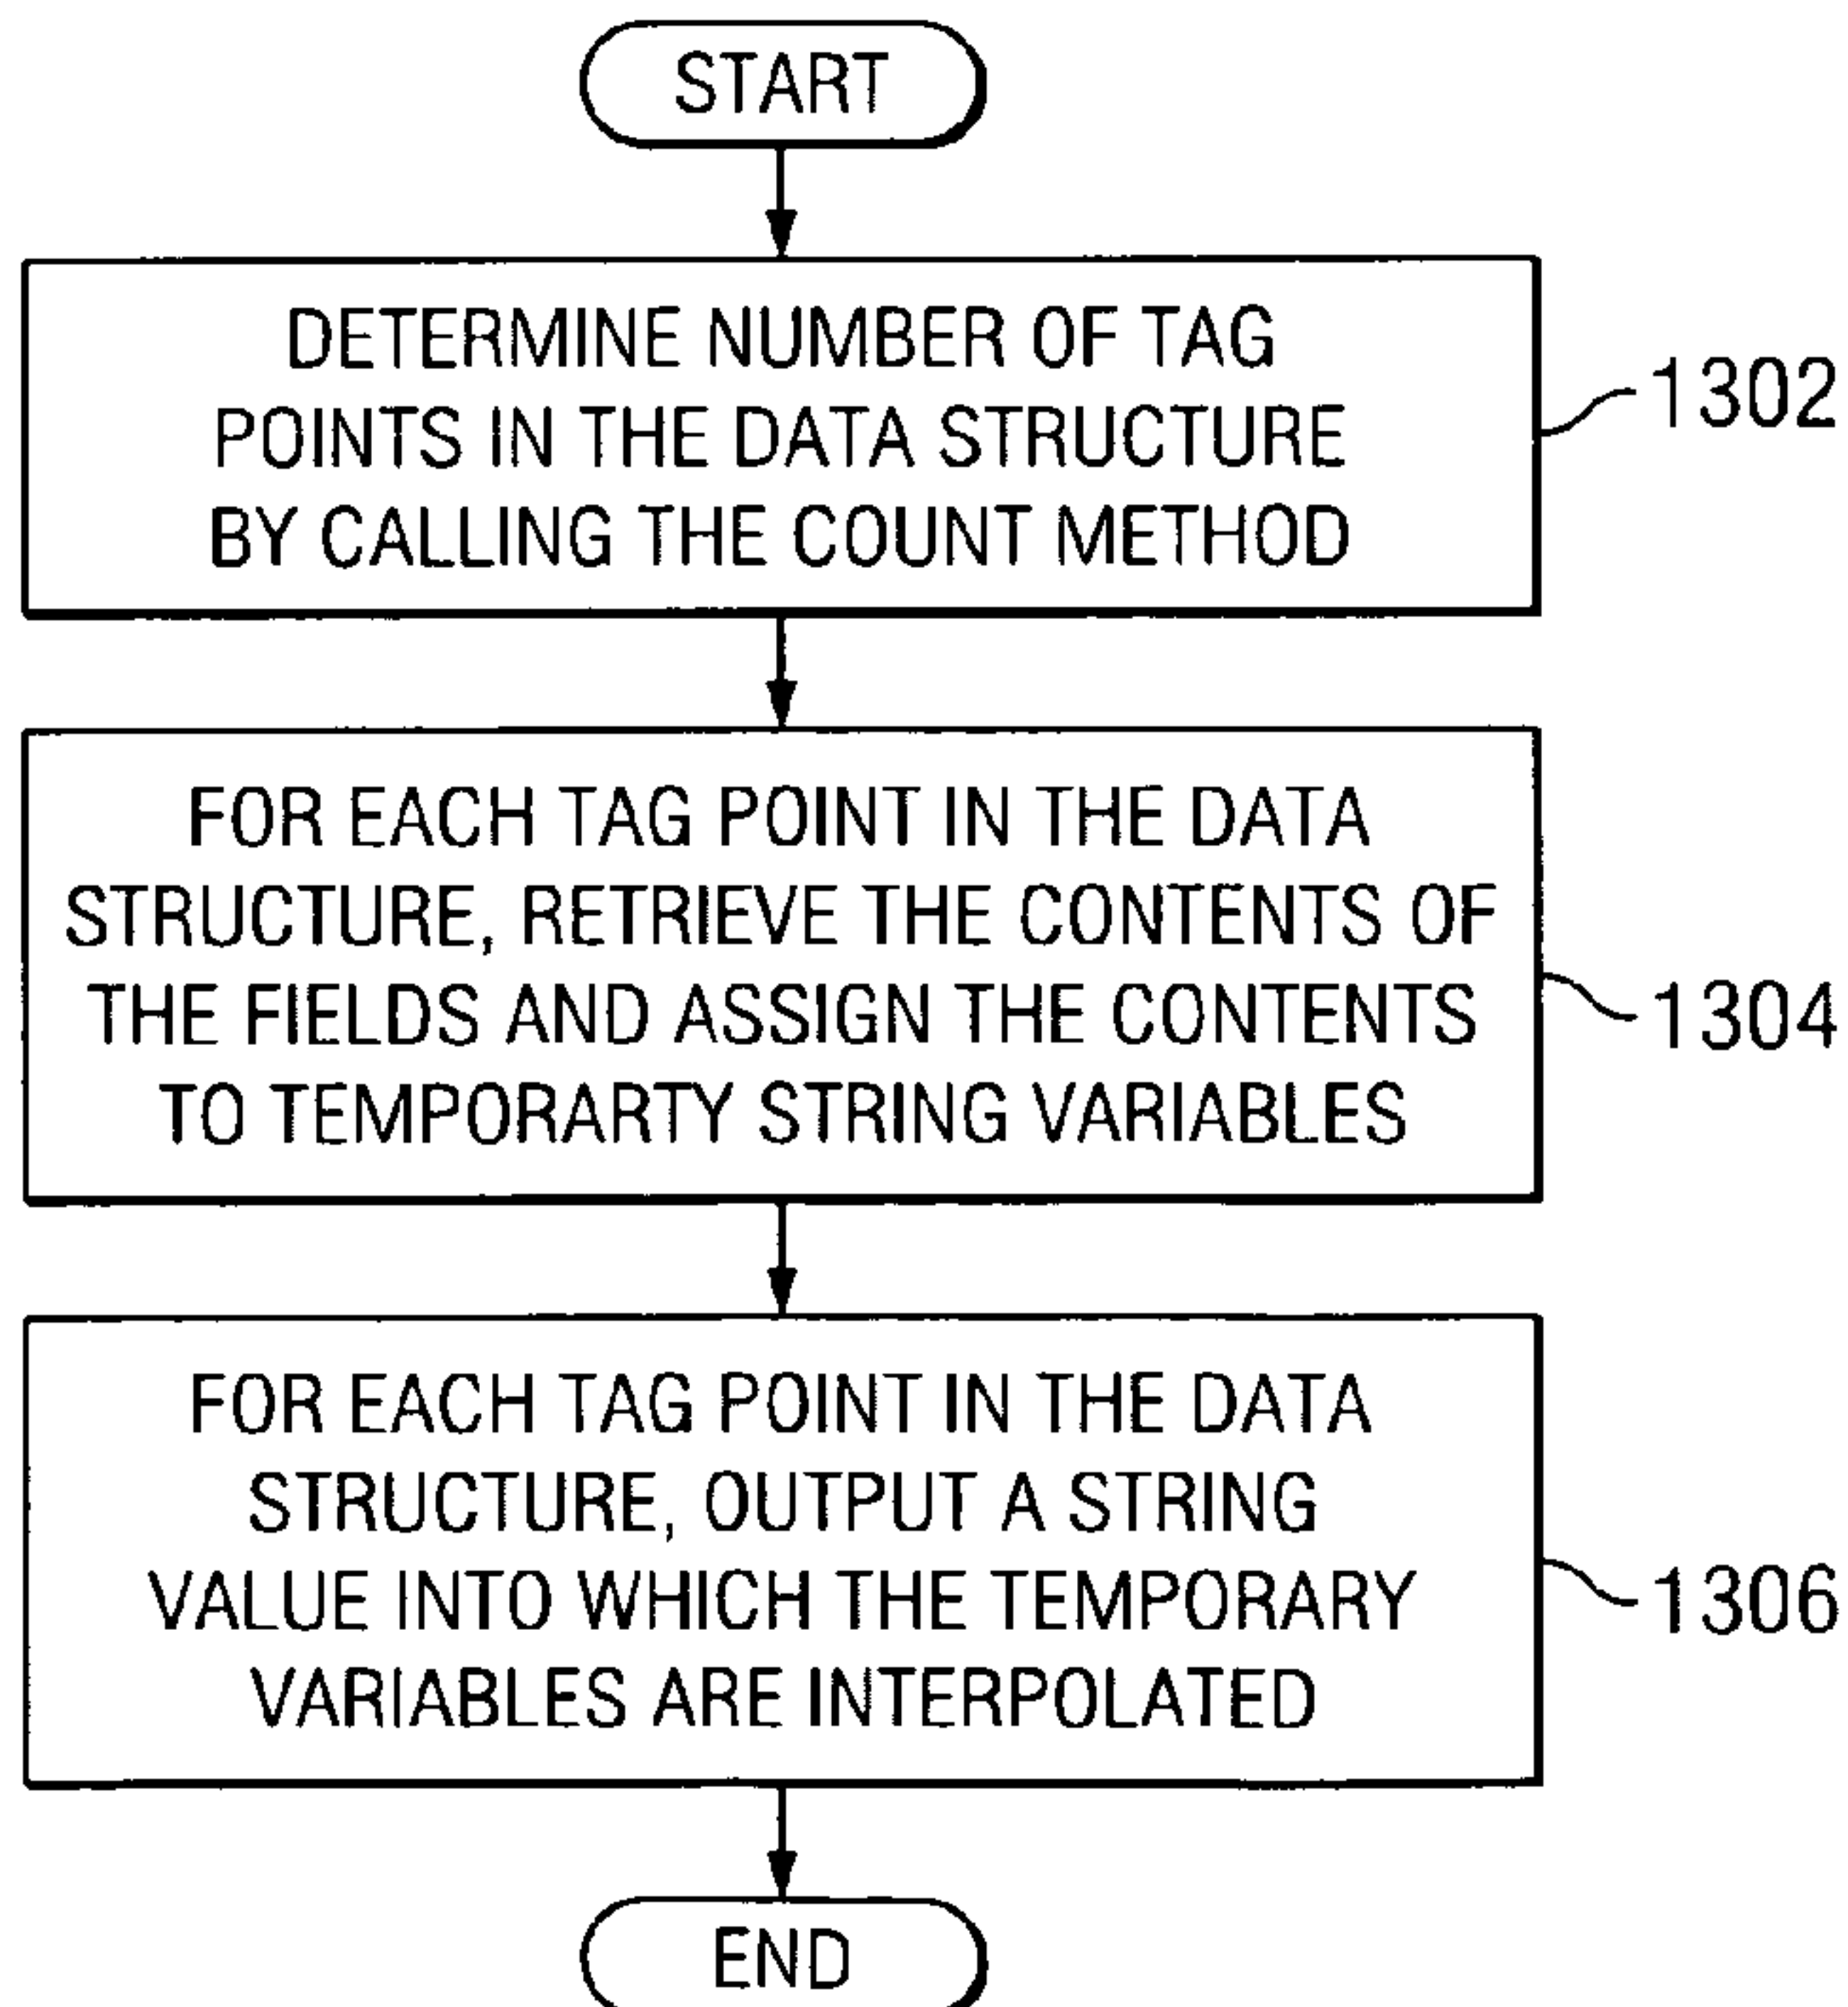 START
DETERMINE NUMBER OF TAG
POINTS IN THE DATA STRUCTURE
BY CALLING THE COUNT METHOD
1302
FOR EACH TAG POINT IN THE DATA
STRUCTURE, RETRIEVE THE CONTENTS OF
THE FIELDS AND ASSIGN THE CONTENTS
TO TEMPORARTY STRING VARIABLES
1304
FOR EACH TAG POINT IN THE DATA
STRUCTURE, OUTPUT A STRING
VALUE INTO WHICH THE TEMPORARY
VARIABLES ARE INTERPOLATED
1306
END